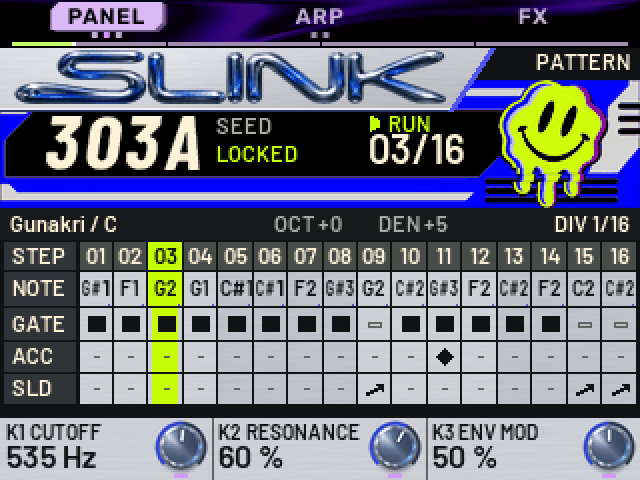 PANEL ARP FX
SLINK
PATTERN
303A SEED LOCKED
RUN
03/16
Gunakri / C OCT +0 DEN +5 DIV 1/16
STEP 01 02 03 04 05 06 07 08 09 10 11 12 13 14 15 16
NOTE G#1 F1 G2 G1 C#1 C#1 F2 G#3 G2 C#2 G#3 F2 C#2 F2 C2 C#2
GATE
ACC - - - - - - - - - - - - - - -
SLD - - - - - - - - - - - - -
K1 CUTOFF K2 RESONANCE K3 ENV MOD
535 Hz 60 % 50 %